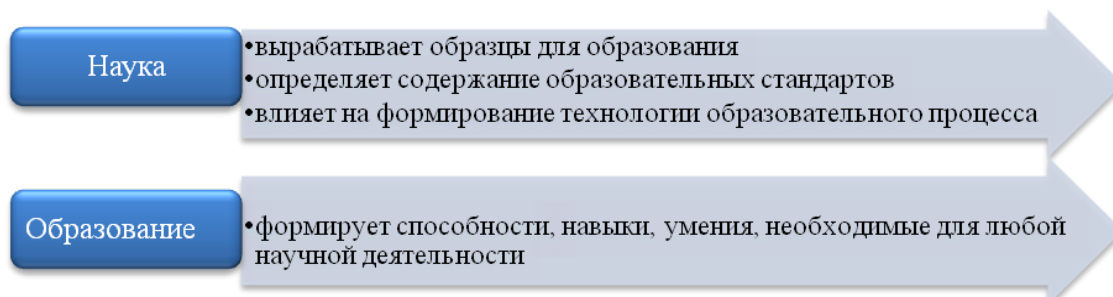 Наука
•вырабатывает образцы для образования
•определяет содержание образовательных стандартов
•влияет на формирование технологии образовательного процесса
Образование
•формирует способности, навыки, умения, необходимые для любой
научной деятельности